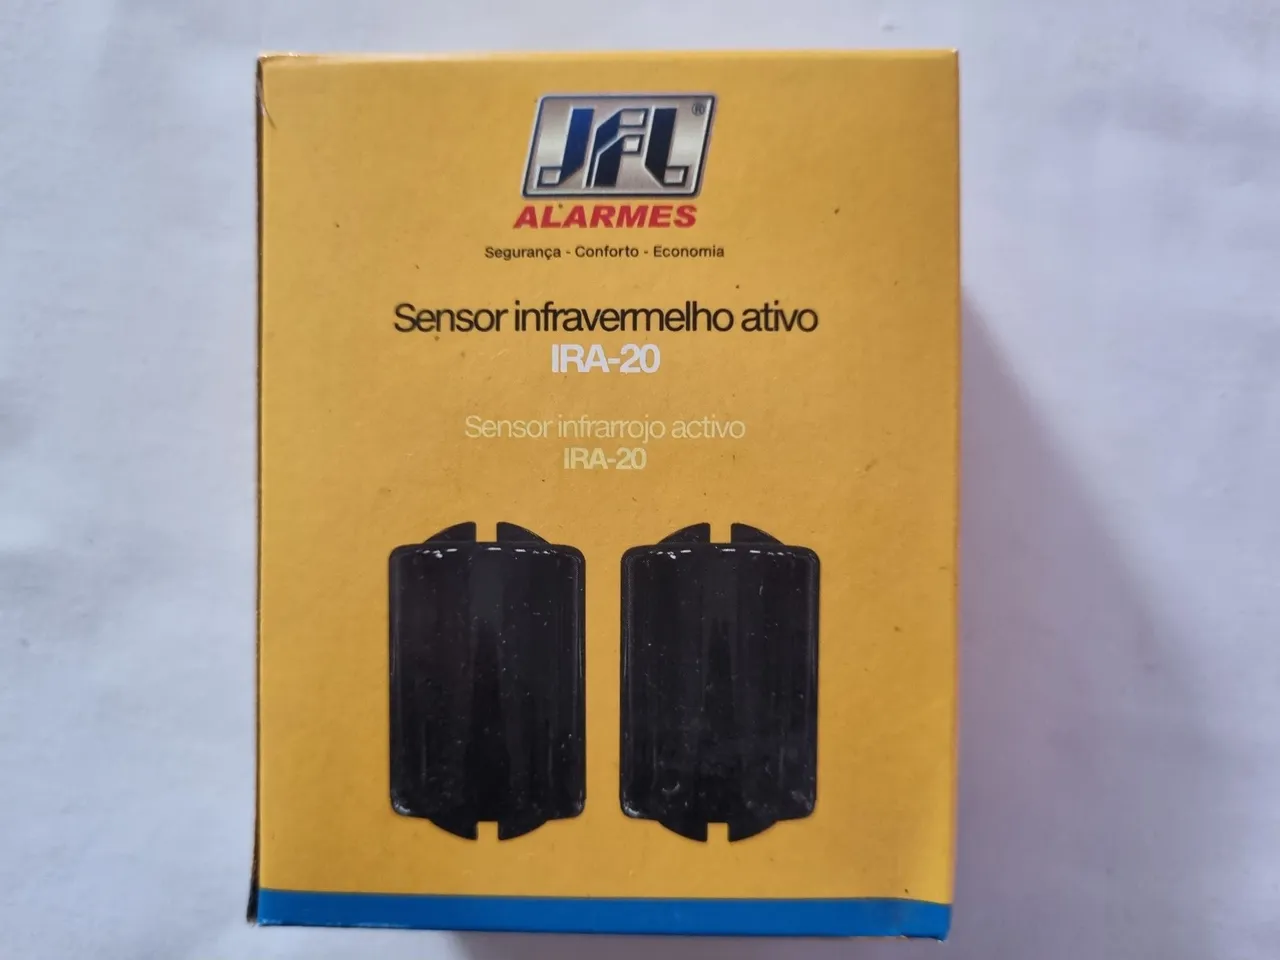 JFL®
ALARMES
Segurança - Conforto - Economia
Sensor infravermelho ativo
IRA-20
Sensor infrarrojo activo
IRA-20